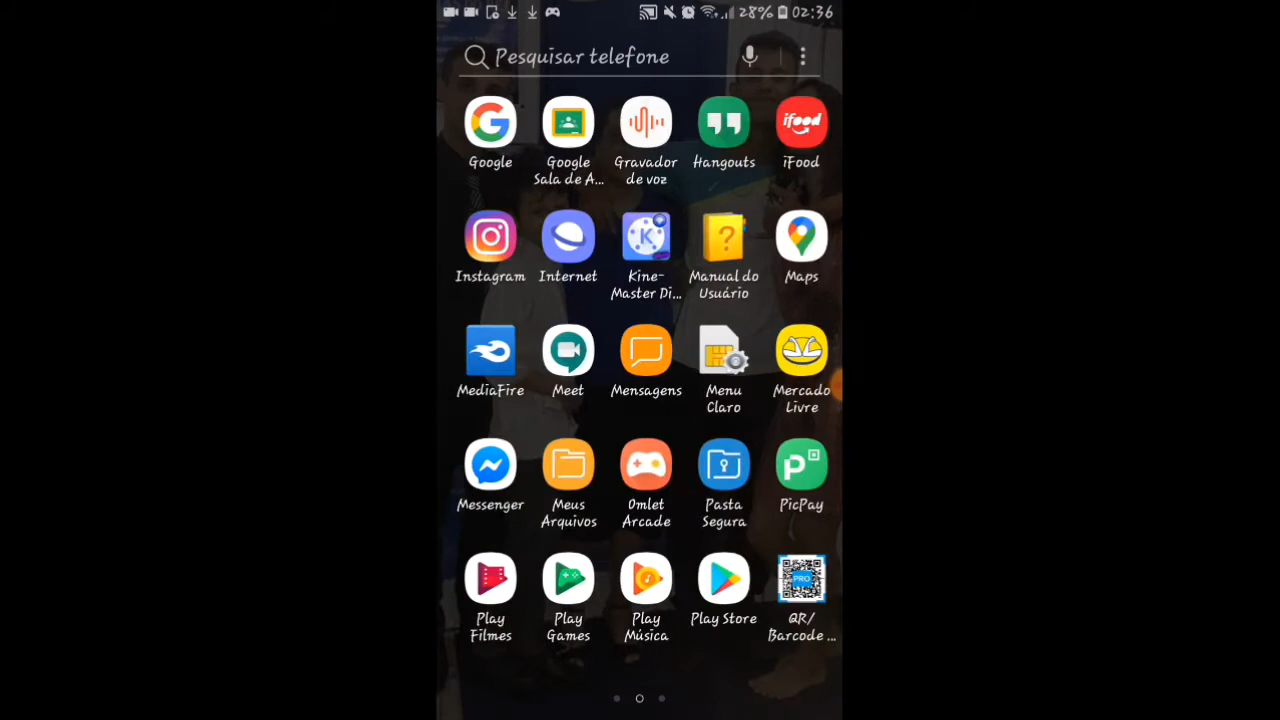 28% 02:36
Pesquisar telefone
ifood
Google
Google
Sala de A...
Gravador
de voz
Hangouts
iFood
K
?
Instagram
Internet
Kine-
Master Di...
Manual do
Usuário
Maps
MediaFire
Meet
Mensagens
Menu
Claro
Mercado
Livre
P
Messenger
Meus
Arquivos
Omlet
Arcade
Pasta
Segura
PicPay
PRO
Play
Filmes
Play
Games
Play
Música
Play Store
QR/
Barcode ...